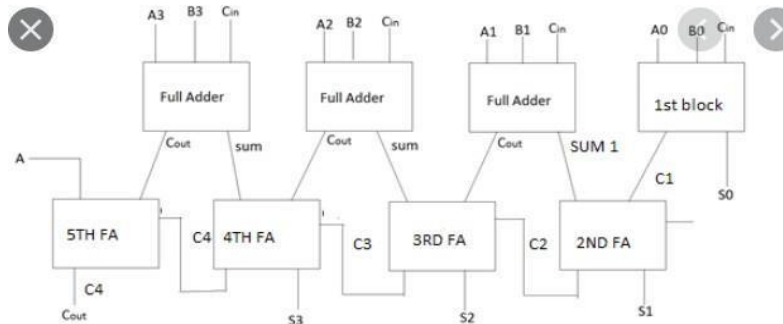 A3 B3 Cin A2 B2 Cin A1 B1 Cin A0 B0 Cin
Full Adder Full Adder Full Adder 1st block
Cout sum Cout sum Cout SUM 1 C1 S0
A
5TH FA C4 4TH FA C3 3RD FA C2 2ND FA
C4
Cout S3 S2 S1